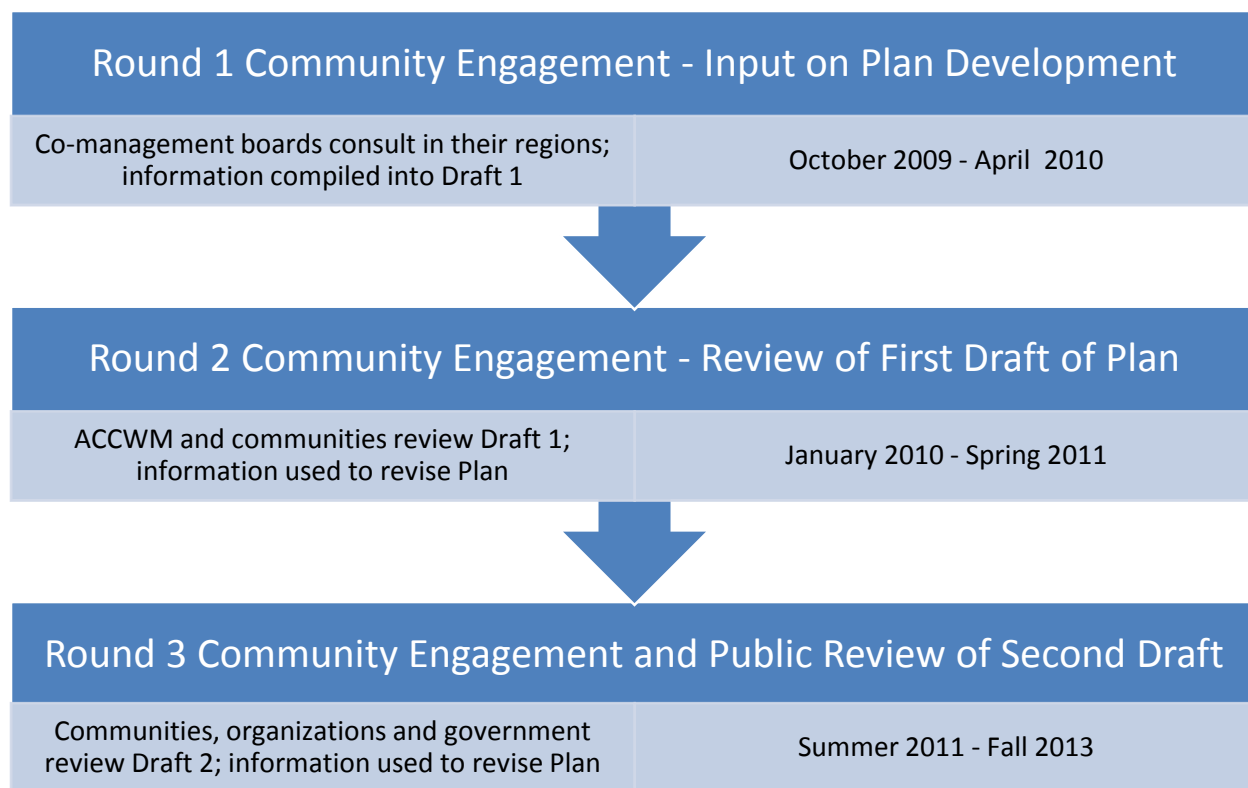 Round 1 Community Engagement - Input on Plan Development
Co-management boards consult in their regions;
information compiled into Draft 1
October 2009 - April  2010
Round 2 Community Engagement - Review of First Draft of Plan
ACCWM and communities review Draft 1;
information used to revise Plan
January 2010 - Spring 2011
Round 3 Community Engagement and Public Review of Second Draft
Communities, organizations and government
review Draft 2; information used to revise Plan
Summer 2011 - Fall 2013